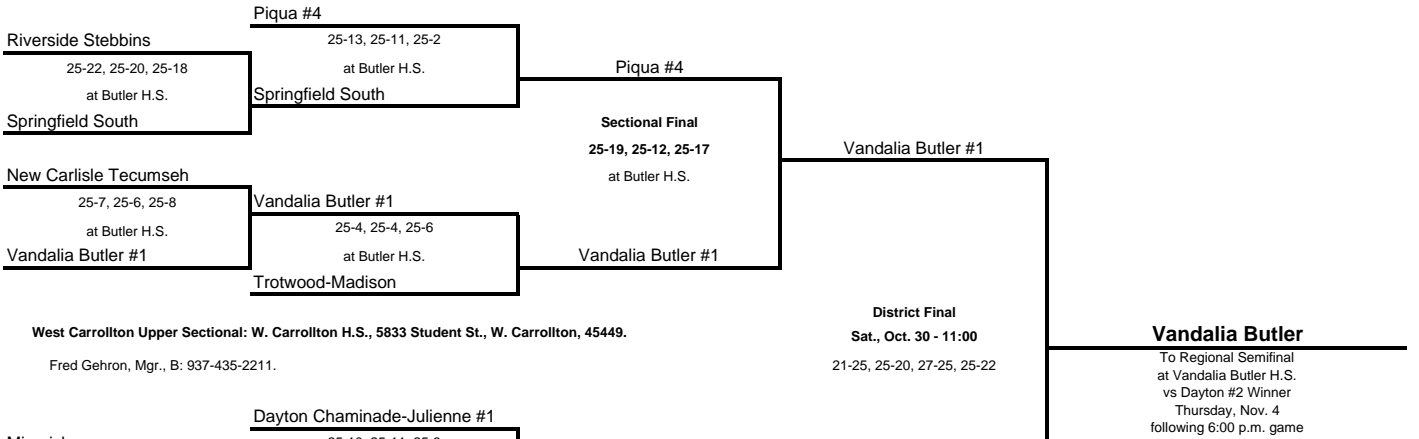 Piqua #4
Riverside Stebbins
25-13, 25-11, 25-2
25-22, 25-20, 25-18
at Butler H.S.
Piqua #4
at Butler H.S.
Springfield South
Springfield South
Sectional Final
25-19, 25-12, 25-17
Vandalia Butler #1
New Carlisle Tecumseh
at Butler H.S.
25-7, 25-6, 25-8
Vandalia Butler #1
at Butler H.S.
25-4, 25-4, 25-6
Vandalia Butler #1
at Butler H.S.
Vandalia Butler #1
Trotwood-Madison
District Final
West Carrollton Upper Sectional: W. Carrollton H.S., 5833 Student St., W. Carrollton, 45449.
Sat., Oct. 30 - 11:00
Vandalia Butler
Fred Gehron, Mgr., B: 937-435-2211.
21-25, 25-20, 27-25, 25-22
To Regional Semifinal
at Vandalia Butler H.S.
vs Dayton #2 Winner
Thursday, Nov. 4
following 6:00 p.m. game
Dayton Chaminade-Julienne #1